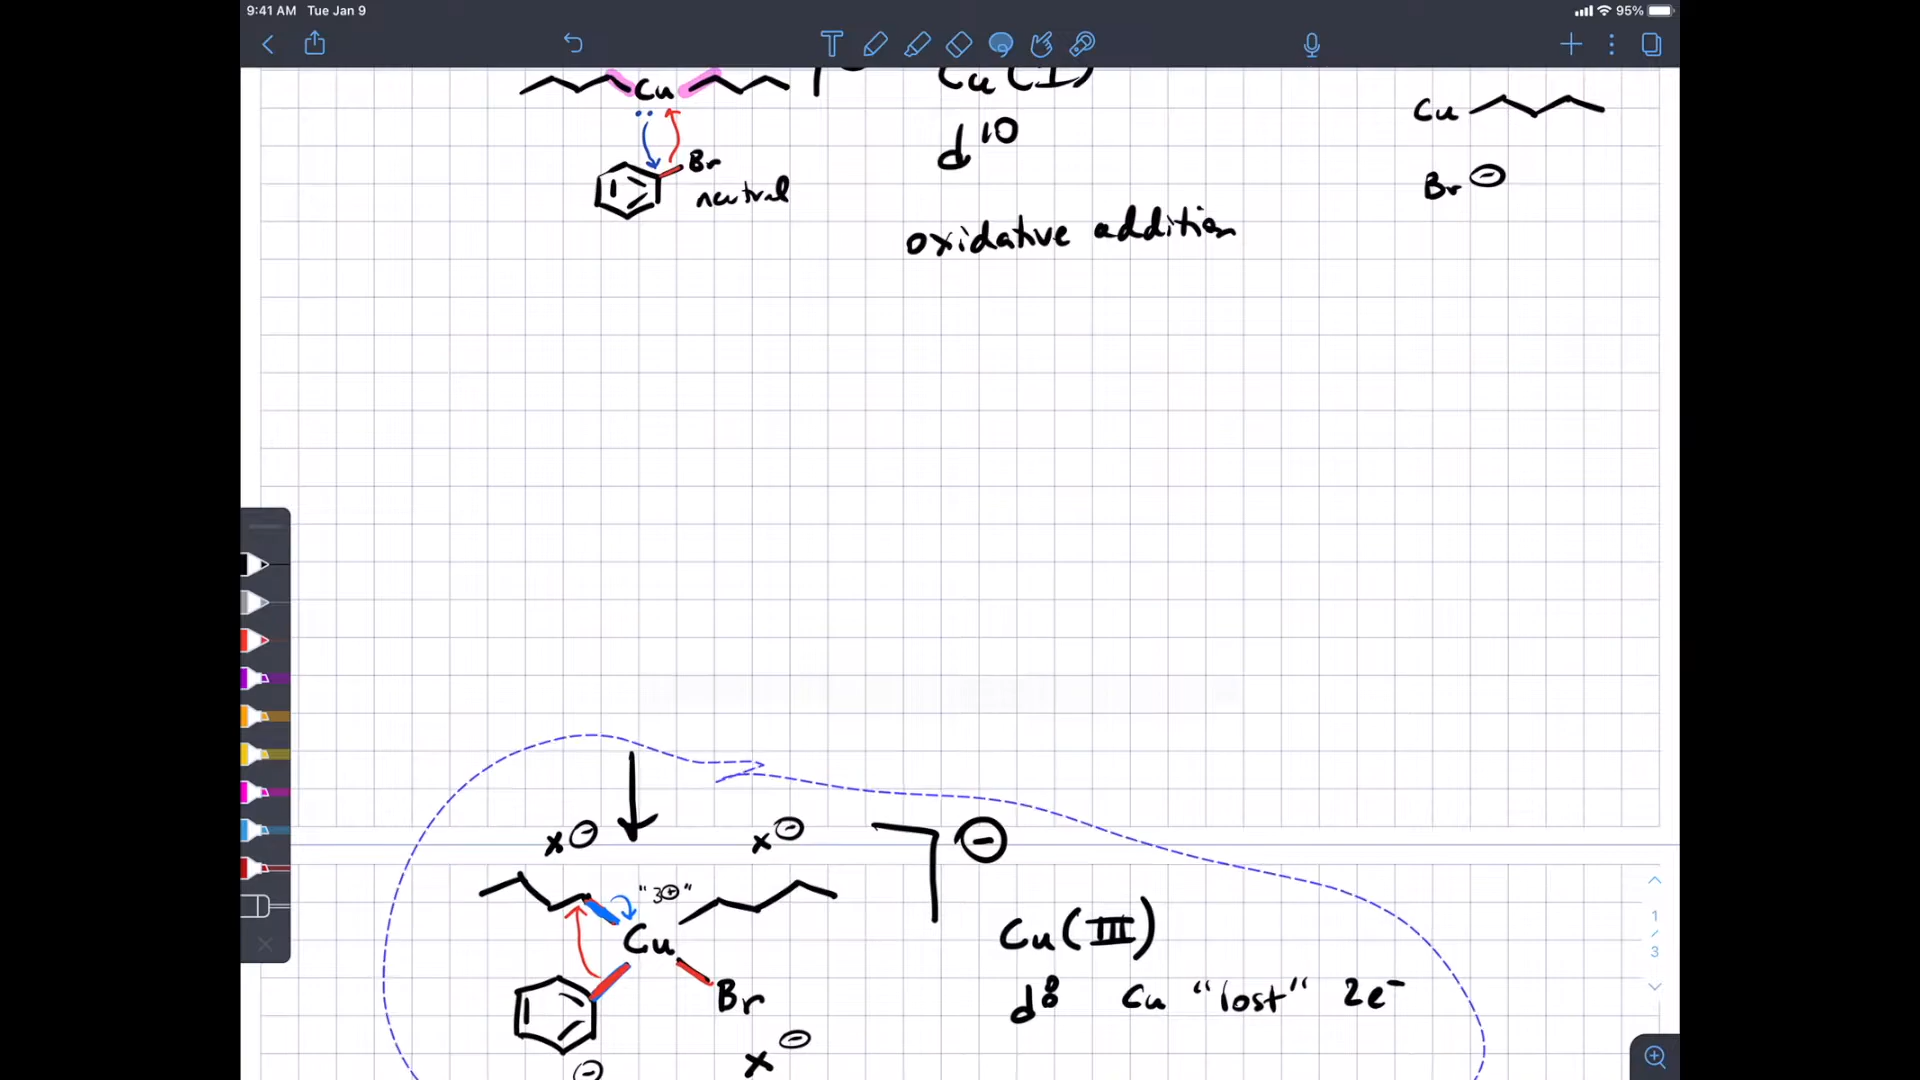 9:41 AM Tue Jan 9
95%
Cu
Cu(I)
d10
Br
neutral
Cu
Br ⊖
oxidative addition
x⊖
x⊖
⊖
"3⊕"
Cu
Br
Cu(III)
d8 Cu "lost" 2e-
x⊖
⊖
1
/
3